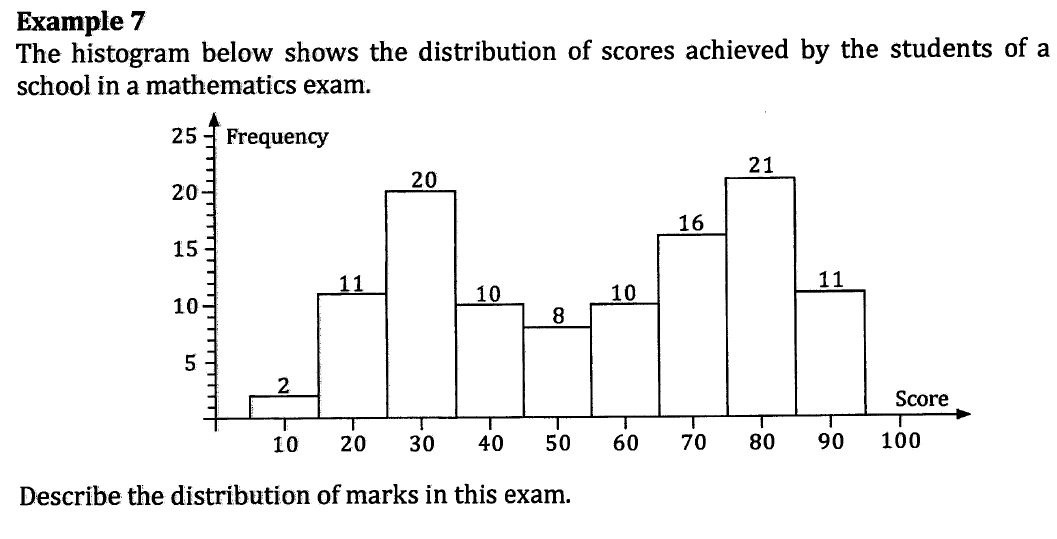 Example 7
The histogram below shows the distribution of scores achieved by the students of a
school in a mathematics exam.
25 Frequency
21
20
20
16
15
11
11
10
10
10
8
5
2
Score
10 20 30 40 50 60 70 80 90 100
Describe the distribution of marks in this exam.